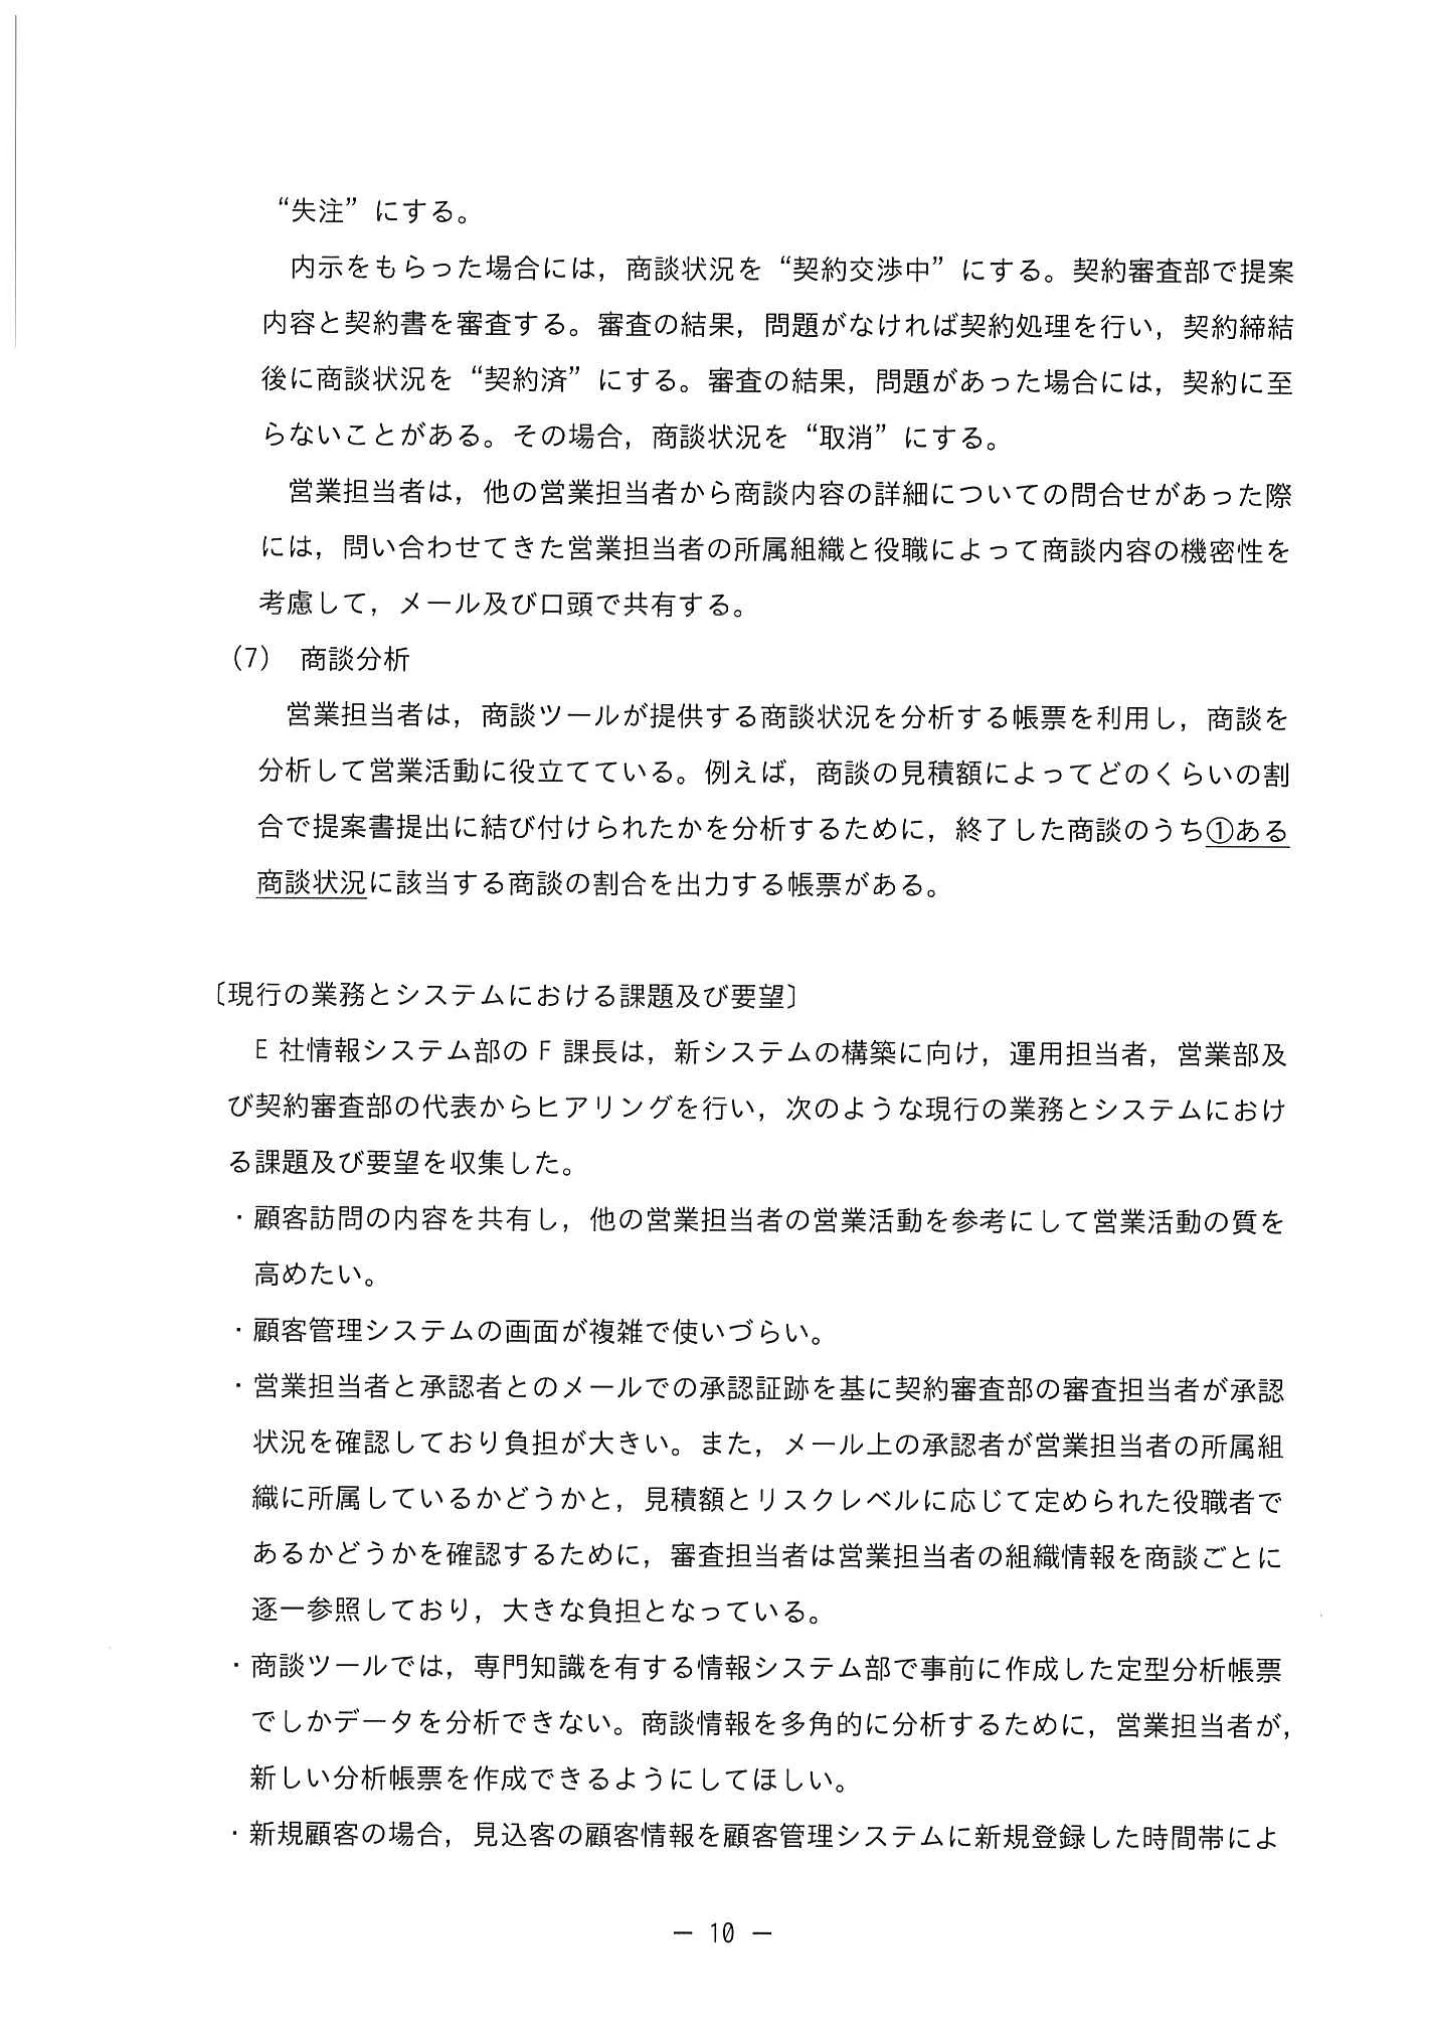 “失注”にする。
内示をもらった場合には，商談状況を“契約交渉中”にする。契約審査部で提案
内容と契約書を審査する。審査の結果，問題がなければ契約処理を行い，契約締結
後に商談状況を“契約済”にする。審査の結果，問題があった場合には，契約に至
らないことがある。その場合，商談状況を“取消”にする。
営業担当者は，他の営業担当者から商談内容の詳細についての問合せがあった際
には，問い合わせてきた営業担当者の所属組織と役職によって商談内容の機密性を
考慮して，メール及び口頭で共有する。
(7) 商談分析
営業担当者は，商談ツールが提供する商談状況を分析する帳票を利用し，商談を
分析して営業活動に役立てている。例えば，商談の見積額によってどのくらいの割
合で提案書提出に結び付けられたかを分析するために，終了した商談のうち①ある
商談状況に該当する商談の割合を出力する帳票がある。
〔現行の業務とシステムにおける課題及び要望〕
E 社情報システム部の F 課長は，新システムの構築に向け，運用担当者，営業部及
び契約審査部の代表からヒアリングを行い，次のような現行の業務とシステムにおけ
る課題及び要望を収集した。
・顧客訪問の内容を共有し，他の営業担当者の営業活動を参考にして営業活動の質を
高めたい。
・顧客管理システムの画面が複雑で使いづらい。
・営業担当者と承認者とのメールでの承認証跡を基に契約審査部の審査担当者が承認
状況を確認しており負担が大きい。また，メール上の承認者が営業担当者の所属組
織に所属しているかどうかと，見積額とリスクレベルに応じて定められた役職者で
あるかどうかを確認するために，審査担当者は営業担当者の組織情報を商談ごとに
逐一参照しており，大きな負担となっている。
・商談ツールでは，専門知識を有する情報システム部で事前に作成した定型分析帳票
でしかデータを分析できない。商談情報を多角的に分析するために，営業担当者が，
新しい分析帳票を作成できるようにしてほしい。
・新規顧客の場合，見込客の顧客情報を顧客管理システムに新規登録した時間帯によ
－ 10 －